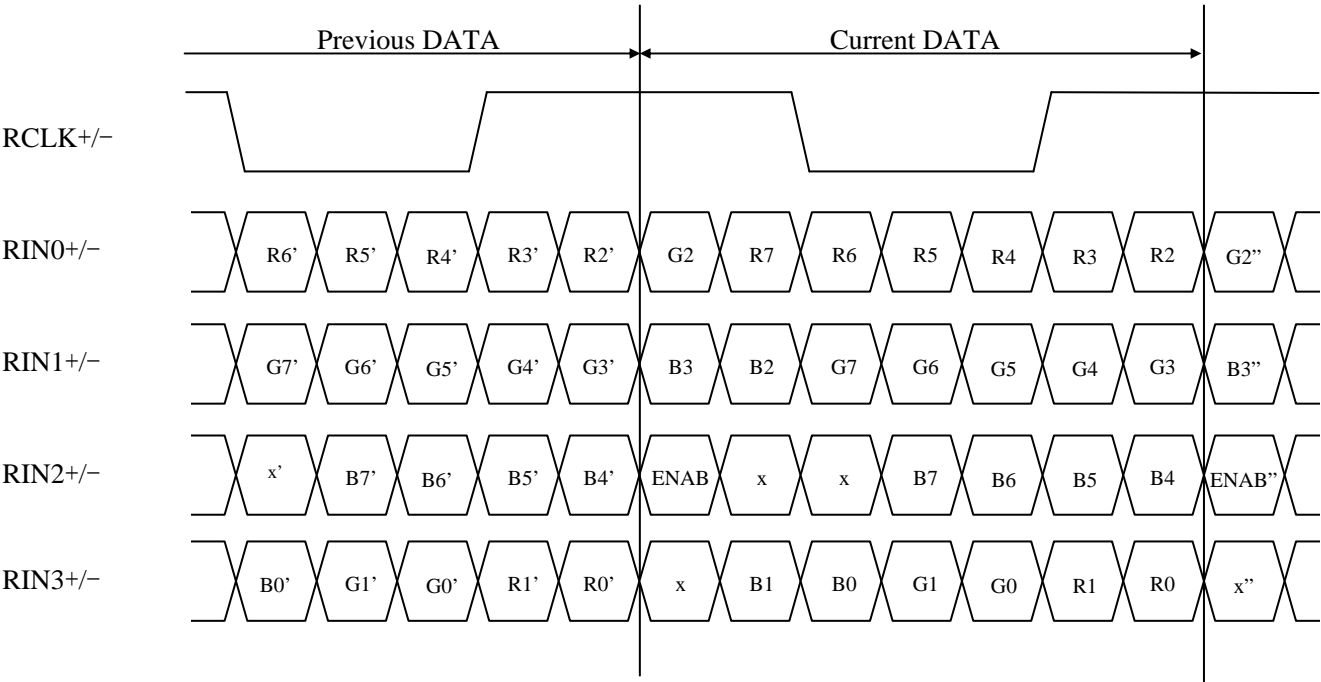 Previous DATA Current DATA
RCLK+/−
RIN0+/− R6’ R5’ R4’ R3’ R2’ G2 R7 R6 R5 R4 R3 R2 G2”
RIN1+/− G7’ G6’ G5’ G4’ G3’ B3 B2 G7 G6 G5 G4 G3 B3”
RIN2+/− x’ B7’ B6’ B5’ B4’ ENAB x x B7 B6 B5 B4 ENAB”
RIN3+/− B0’ G1’ G0’ R1’ R0’ x B1 B0 G1 G0 R1 R0 x”